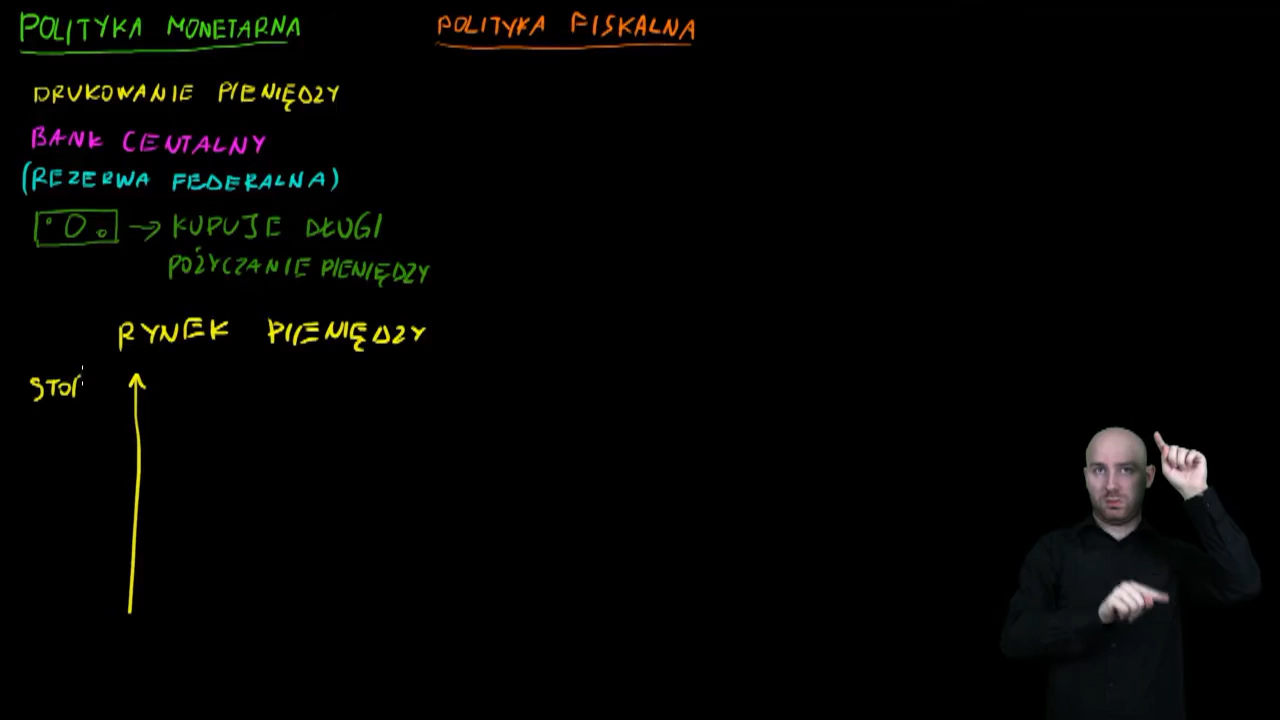 POLITYKA MONETARNA
POLITYKA FISKALNA
DRUKOWANIE PIENIĘDZY
BANK CENTALNY
(REZERWA FEDERALNA)
→ KUPUJE DŁUGI
POŻYCZANIE PIENIĘDZY
RYNEK PIENIĘDZY